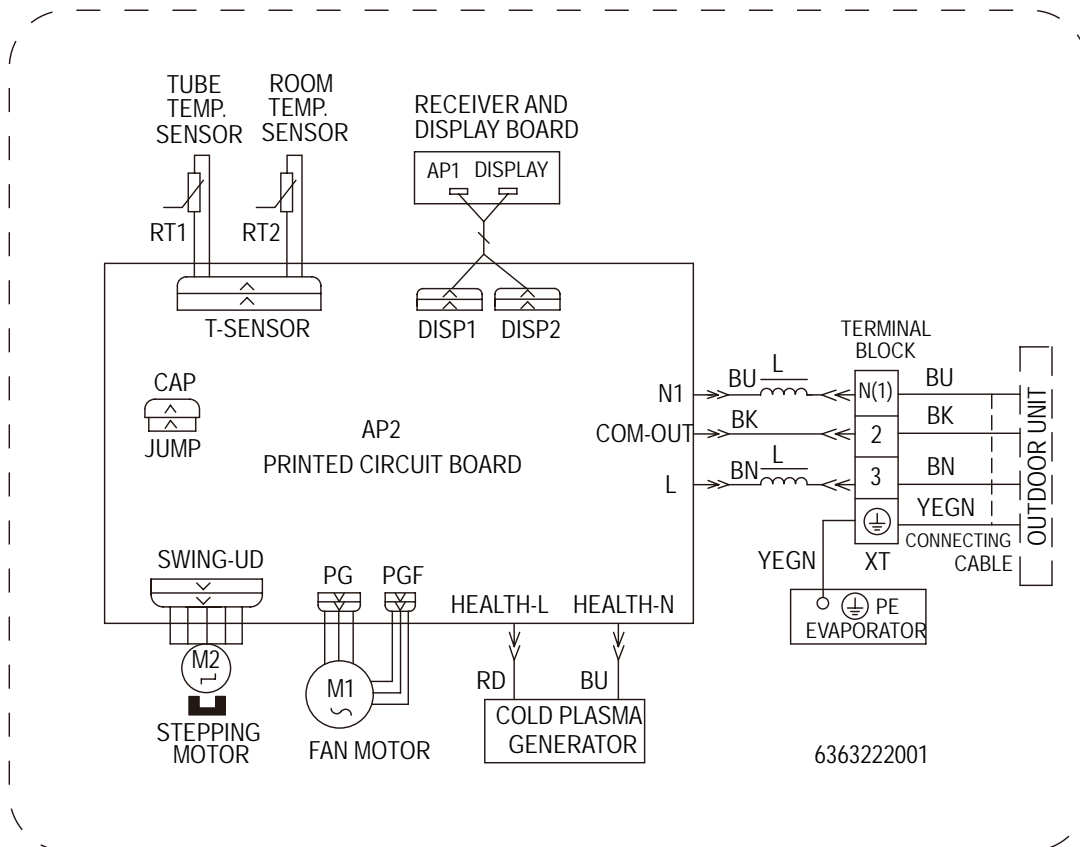 TUBE
TEMP.
SENSOR
ROOM
TEMP.
SENSOR
RECEIVER AND
DISPLAY BOARD
AP1 DISPLAY
RT1
RT2
T-SENSOR
DISP1
DISP2
CAP
JUMP
AP2
PRINTED CIRCUIT BOARD
N1
COM-OUT
L
BU
L
BK
BN
L
TERMINAL
BLOCK
N(1)
2
3
XT
BU
BK
BN
YEGN
CONNECTING
CABLE
OUTDOOR UNIT
YEGN
PE
EVAPORATOR
SWING-UD
PG
PGF
HEALTH-L
HEALTH-N
M2
STEPPING
MOTOR
M1
FAN MOTOR
RD
BU
COLD PLASMA
GENERATOR
6363222001